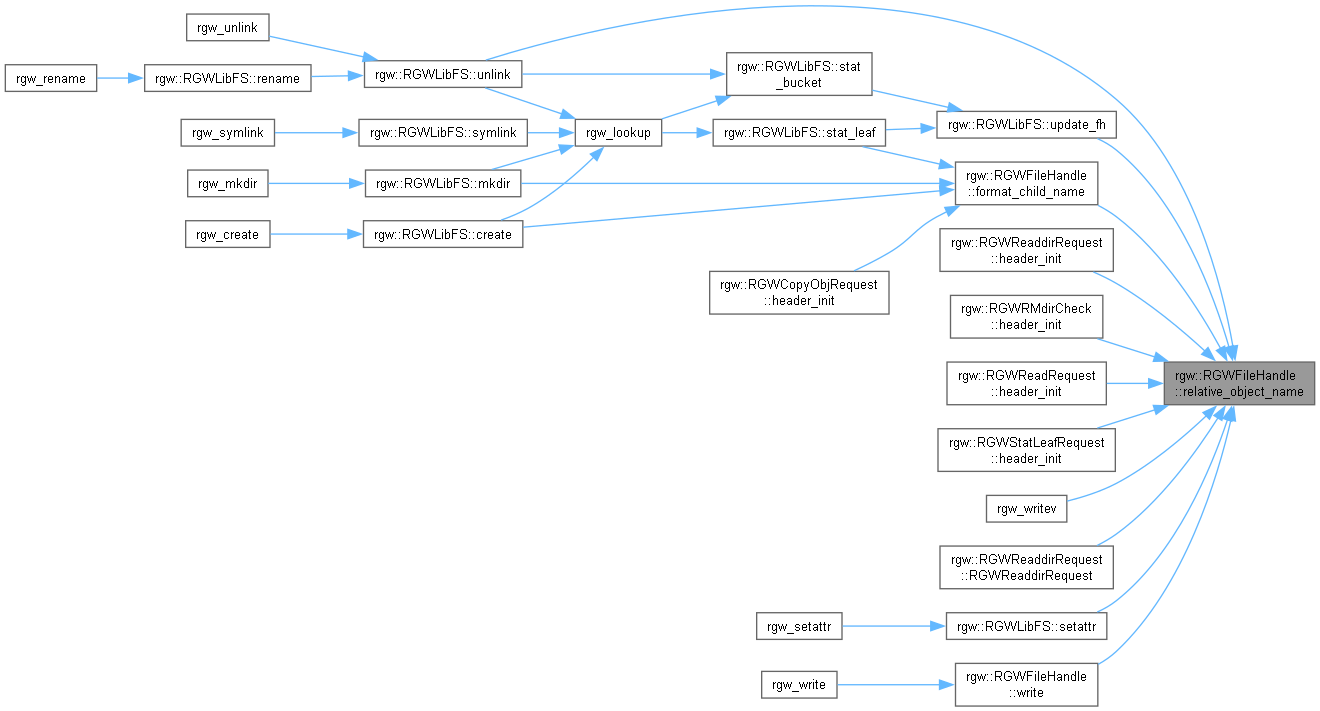 rgw_unlink
rgw_rename
rgw::RGWLibFS::rename
rgw::RGWLibFS::unlink
rgw::RGWLibFS::stat
_bucket
rgw_symlink
rgw::RGWLibFS::symlink
rgw_lookup
rgw::RGWLibFS::stat_leaf
rgw::RGWLibFS::update_fh
rgw_mkdir
rgw::RGWLibFS::mkdir
rgw::RGWFileHandle
::format_child_name
rgw_create
rgw::RGWLibFS::create
rgw::RGWReaddirRequest
::header_init
rgw::RGWCopyObjRequest
::header_init
rgw::RGWRMdirCheck
::header_init
rgw::RGWReadRequest
::header_init
rgw::RGWFileHandle
::relative_object_name
rgw::RGWStatLeafRequest
::header_init
rgw_writev
rgw::RGWReaddirRequest
::RGWReaddirRequest
rgw_setattr
rgw::RGWLibFS::setattr
rgw_write
rgw::RGWFileHandle
::write